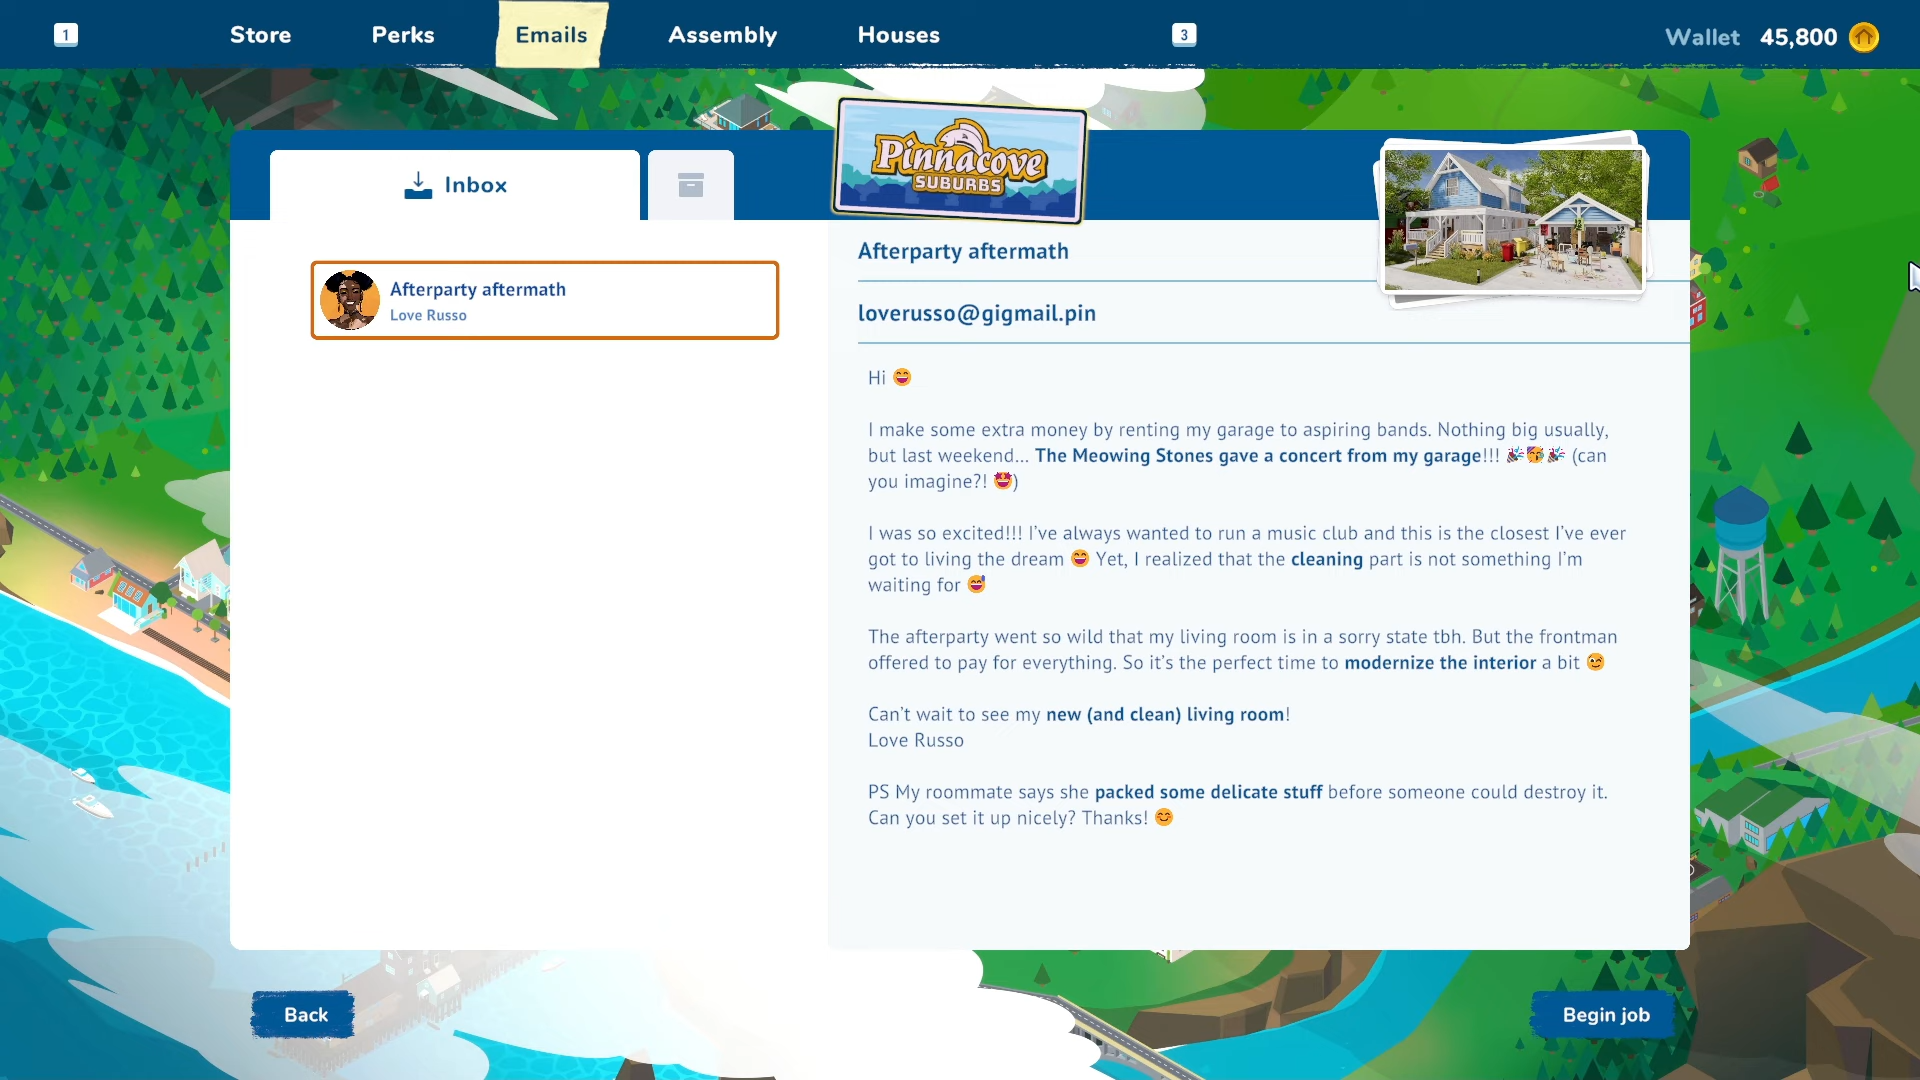 1
Store
Perks
Emails
Assembly
Houses
3
Wallet 45,800
Inbox
Pinnacove
SUBURBS
Afterparty aftermath
Love Russo
Afterparty aftermath
loverusso@gigmail.pin
Hi 😄
I make some extra money by renting my garage to aspiring bands. Nothing big usually,
but last weekend... The Meowing Stones gave a concert from my garage!!! 🎉🥳🎉 (can
you imagine?! 🤩)
I was so excited!!! I've always wanted to run a music club and this is the closest I've ever
got to living the dream 😄 Yet, I realized that the cleaning part is not something I'm
waiting for 😅
The afterparty went so wild that my living room is in a sorry state tbh. But the frontman
offered to pay for everything. So it's the perfect time to modernize the interior a bit 😉
Can't wait to see my new (and clean) living room!
Love Russo
PS My roommate says she packed some delicate stuff before someone could destroy it.
Can you set it up nicely? Thanks! 😊
Back
Begin job